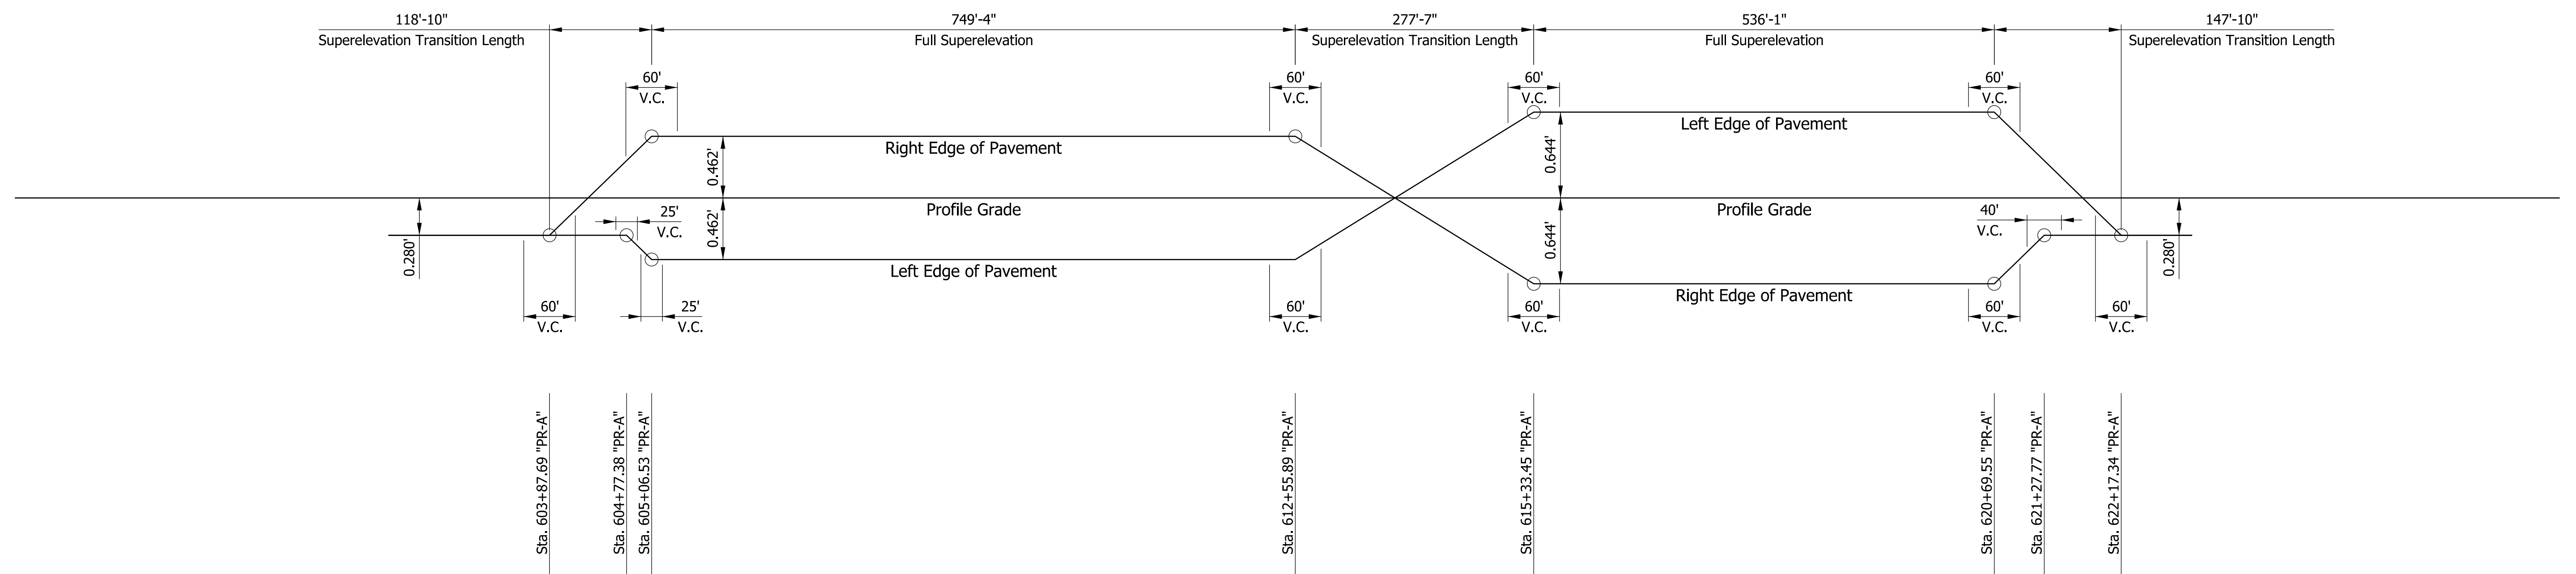 118'-10"
Superelevation Transition Length
749'-4"
Full Superelevation
277'-7"
Superelevation Transition Length
536'-1"
Full Superelevation
147'-10"
Superelevation Transition Length
60'
V.C.
60'
V.C.
60'
V.C.
60'
V.C.
Right Edge of Pavement
Left Edge of Pavement
0.462'
0.644'
Profile Grade
Profile Grade
0.280'
25'
V.C.
0.462'
0.644'
40'
V.C.
0.280'
Left Edge of Pavement
Right Edge of Pavement
60'
V.C.
25'
V.C.
60'
V.C.
60'
V.C.
60'
V.C.
60'
V.C.
Sta. 603+87.69 "PR-A"
Sta. 604+77.38 "PR-A"
Sta. 605+06.53 "PR-A"
Sta. 612+55.89 "PR-A"
Sta. 615+33.45 "PR-A"
Sta. 620+69.55 "PR-A"
Sta. 621+27.77 "PR-A"
Sta. 622+17.34 "PR-A"